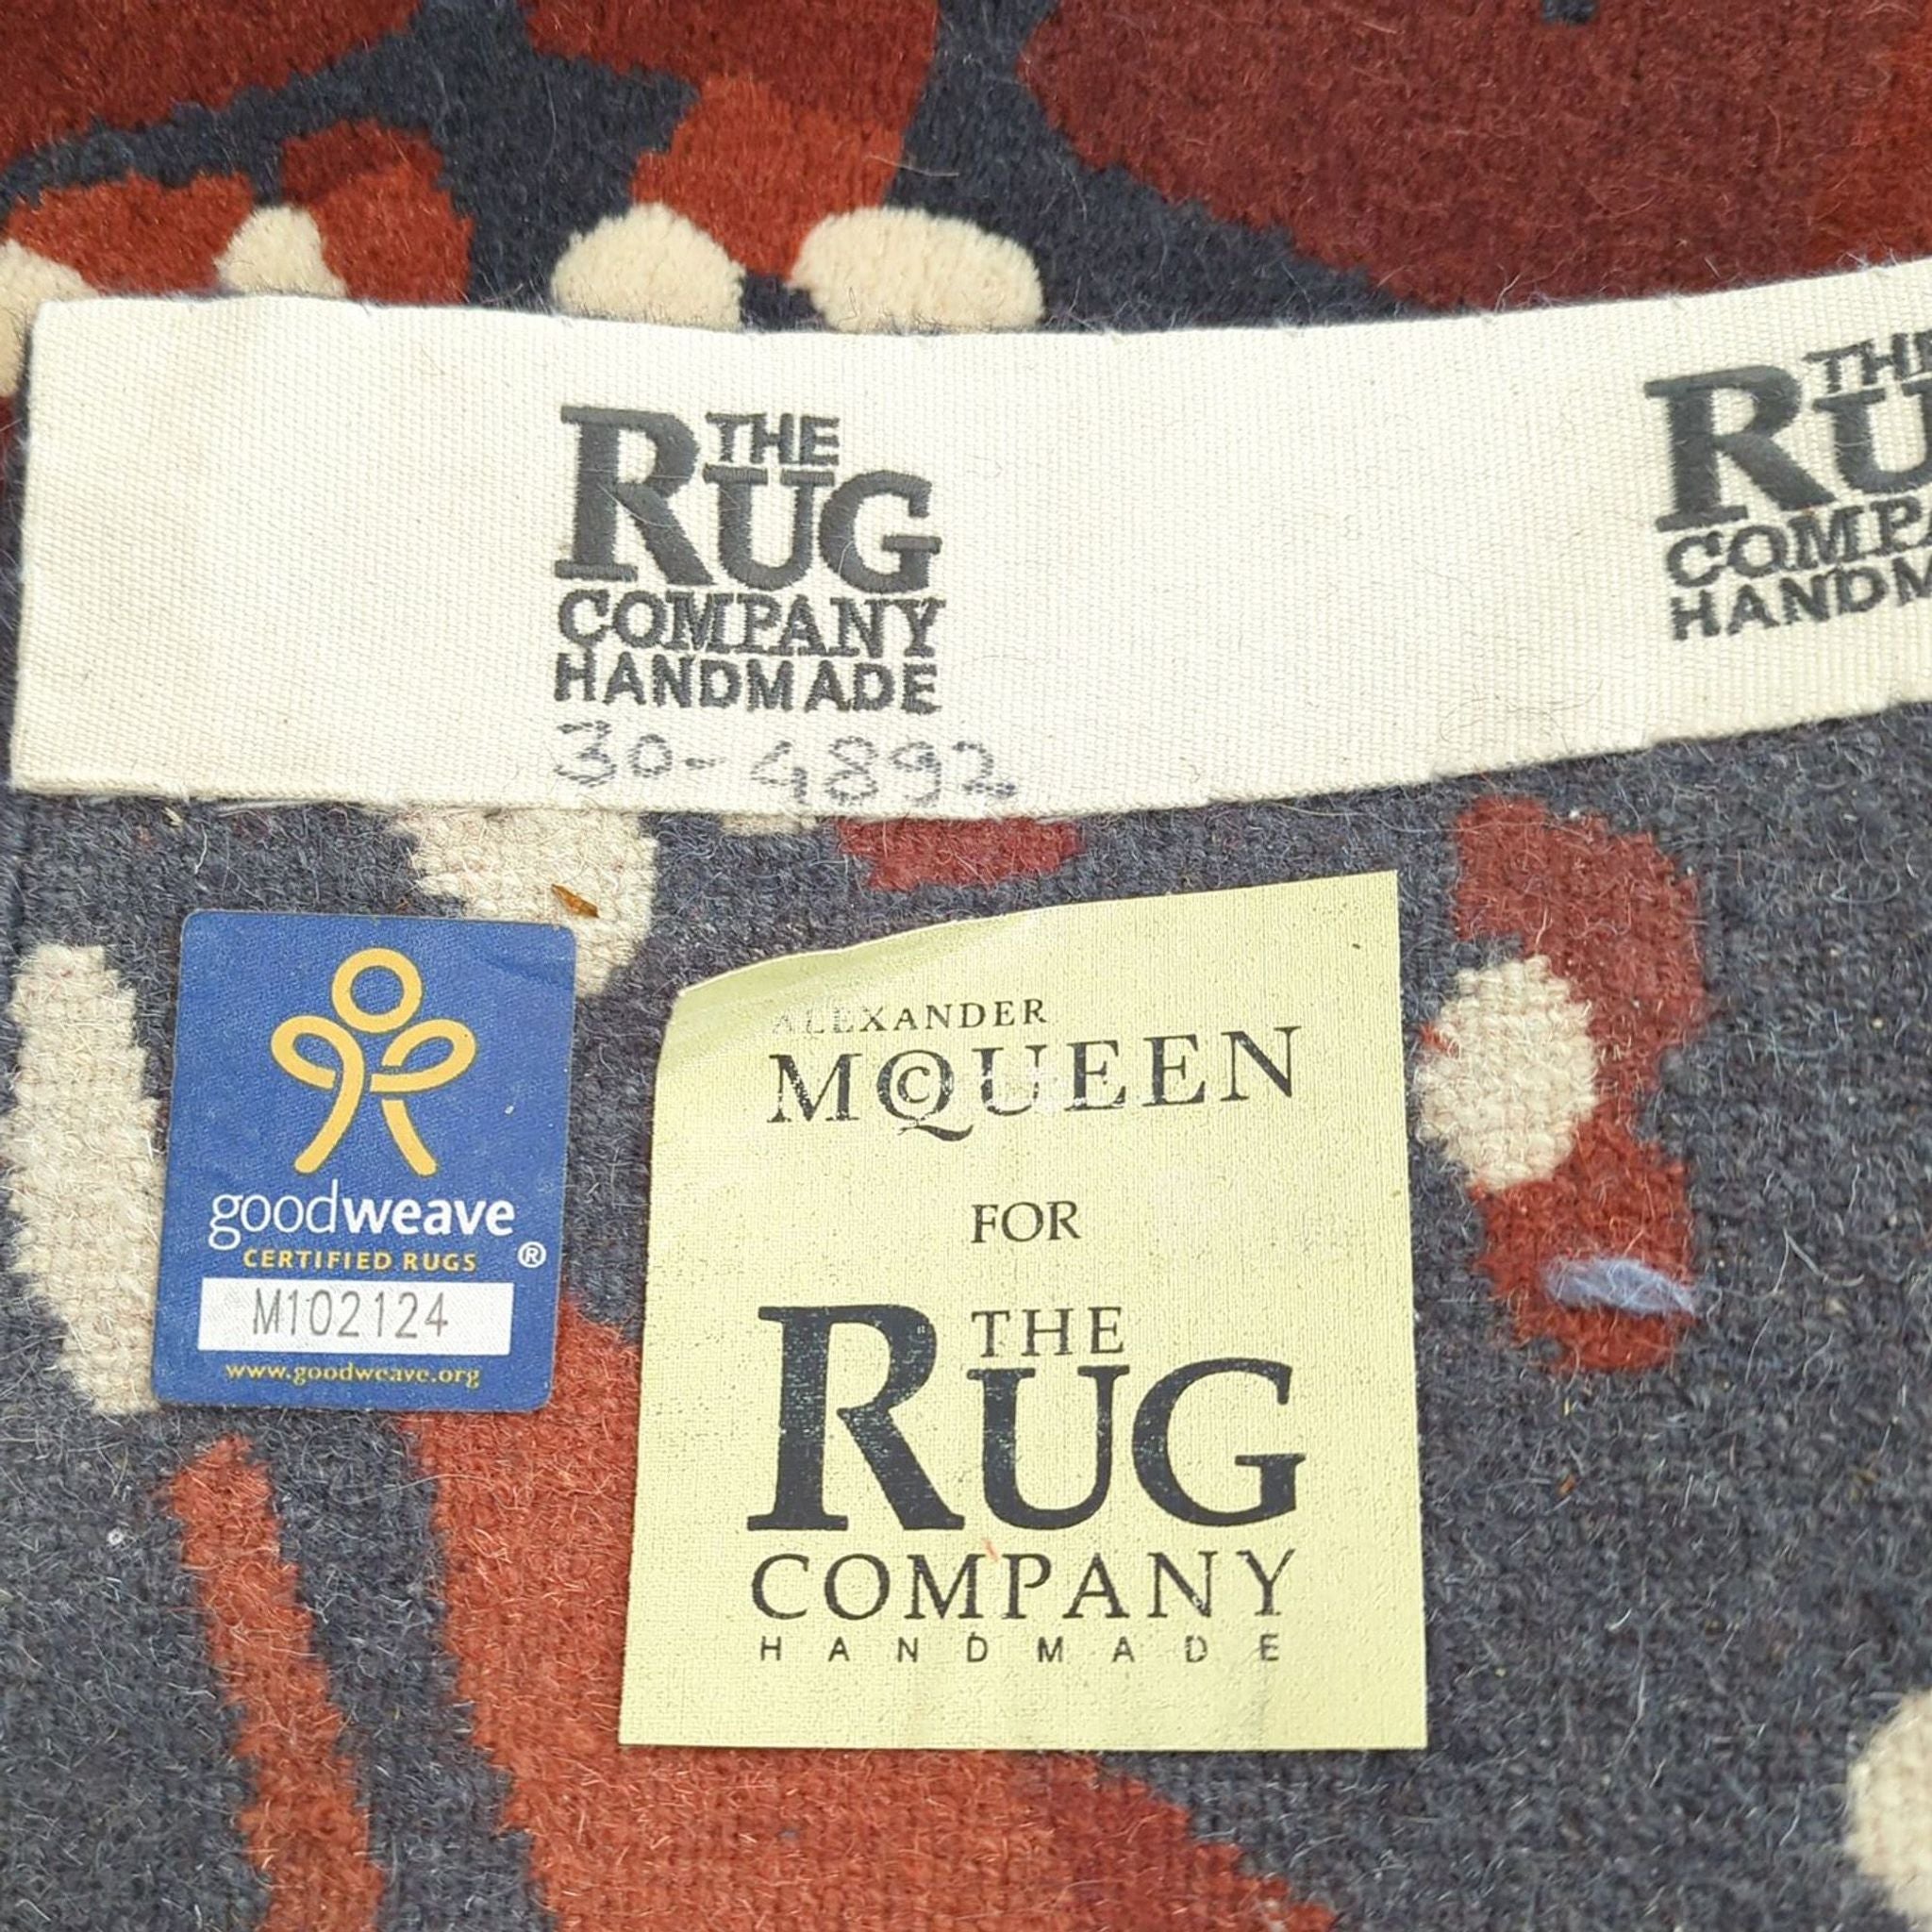 THE
RUG
COMPANY
HANDMADE
30-4892
THE
RU
COMPA
HANDM
goodweave
CERTIFIED RUGS ®
M102124
www.goodweave.org
ALEXANDER
MCQUEEN
FOR
THE
RUG
COMPANY
HANDMADE